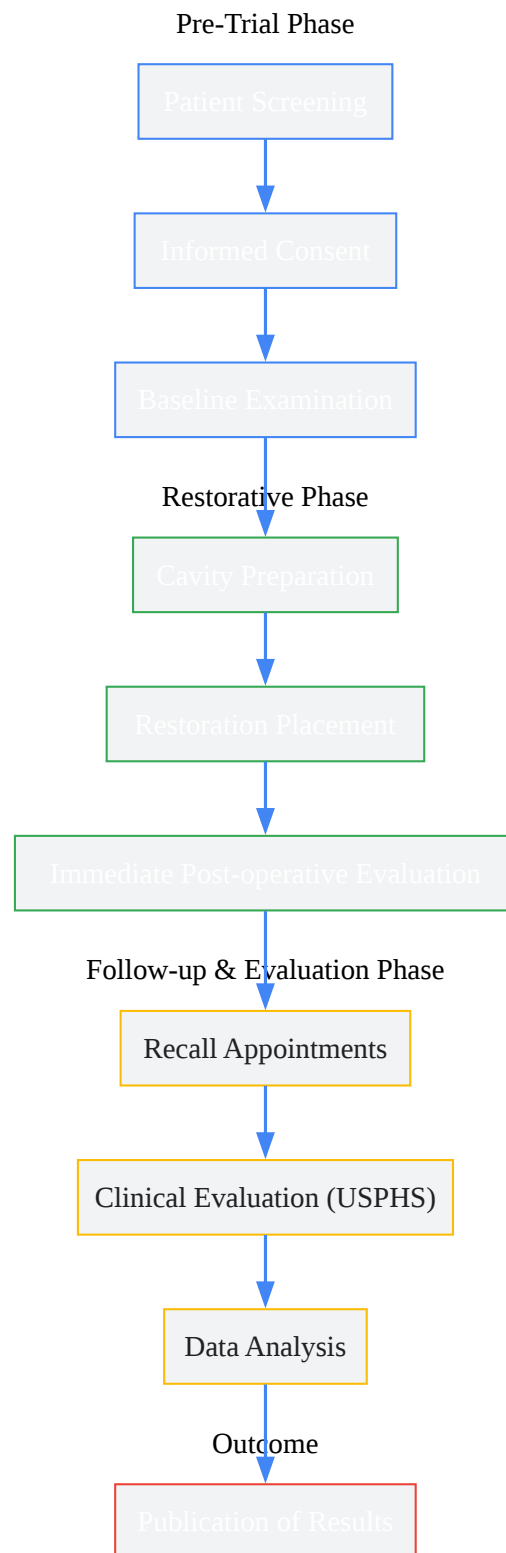 Pre-Trial Phase
Patient Screening
Informed Consent
Baseline Examination
Restorative Phase
Cavity Preparation
Restoration Placement
Immediate Post-operative Evaluation
Follow-up & Evaluation Phase
Recall Appointments
Clinical Evaluation (USPHS)
Data Analysis
Outcome
Publication of Results